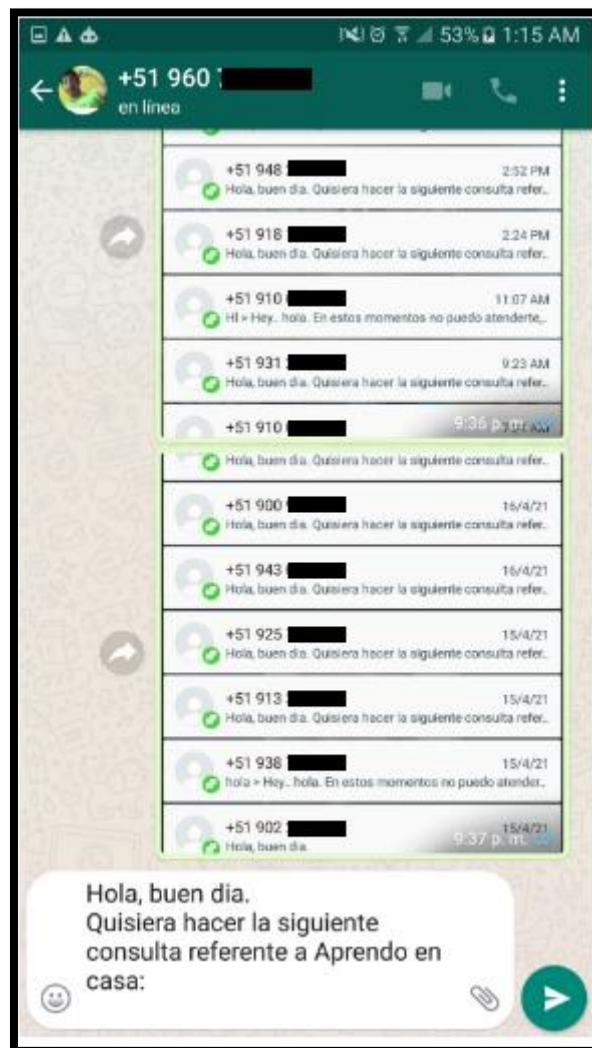 53% 1:15 AM
+51 960
en línea
+51 948 2:52 PM
Hola, buen dia. Quisiera hacer la siguiente consulta refer..
+51 918 2:24 PM
Hola, buen dia. Quisiera hacer la siguiente consulta refer..
+51 910 11:07 AM
HI > Hey.. hola. En estos momentos no puedo atenderte,..
+51 931 9:23 AM
Hola, buen dia. Quisiera hacer la siguiente consulta refer..
+51 910
9:36 p. m.
Hola, buen dia. Quisiera hacer la siguiente consulta refer..
+51 900 16/4/21
Hola, buen dia. Quisiera hacer la siguiente consulta refer..
+51 943 16/4/21
Hola, buen dia. Quisiera hacer la siguiente consulta refer..
+51 925 15/4/21
Hola, buen dia. Quisiera hacer la siguiente consulta refer..
+51 913 15/4/21
Hola, buen dia. Quisiera hacer la siguiente consulta refer..
+51 938 15/4/21
hola > Hey.. hola. En estos momentos no puedo atender..
+51 902 15/4/21
Hola, buen dia. 9:37 p. m.
Hola, buen dia.
Quisiera hacer la siguiente
consulta referente a Aprendo en
casa: